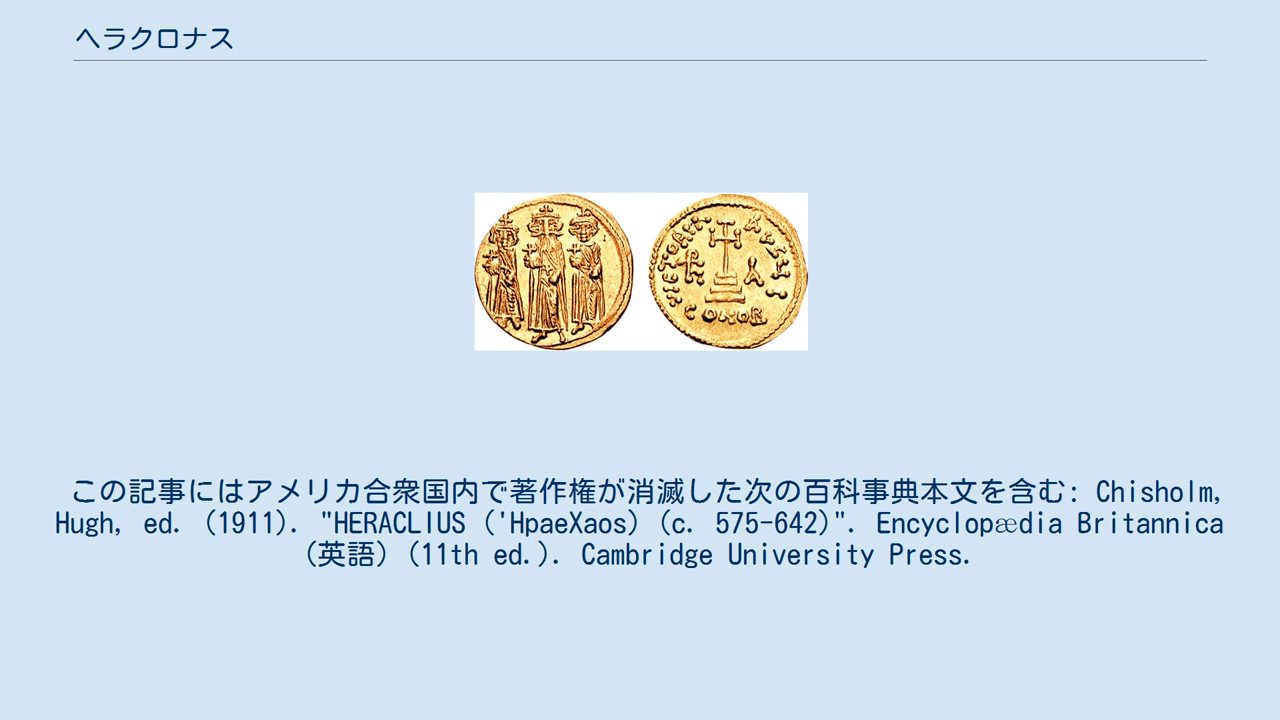 ヘラクロナス
この記事にはアメリカ合衆国内で著作権が消滅した次の百科事典本文を含む: Chisholm,
Hugh, ed. (1911). "HERACLIUS ('HpaeXaos) (c. 575-642)". Encyclopædia Britannica
(英語) (11th ed.). Cambridge University Press.
CONOB